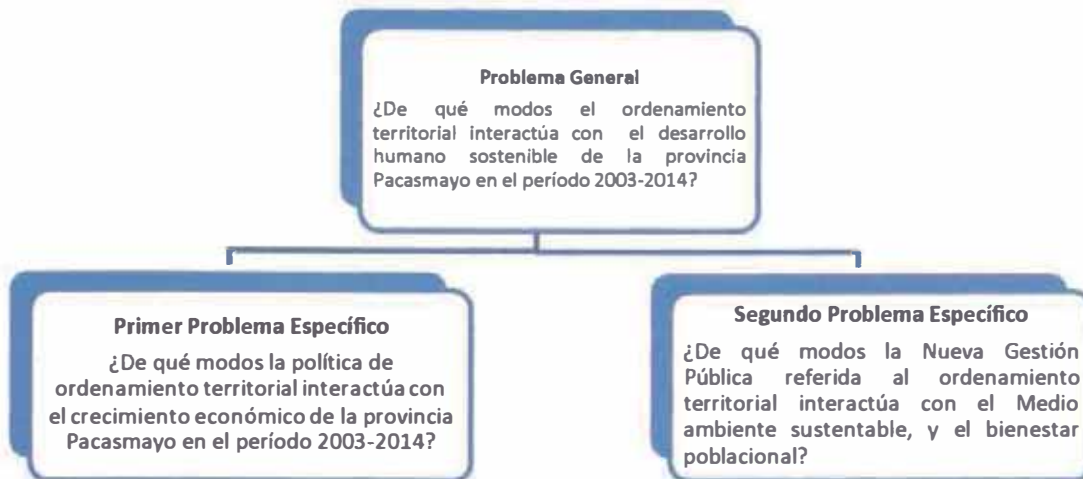 Problema General
¿De qué modos el ordenamiento
territorial interactúa con el desarrollo
humano sostenible de la provincia
Pacasmayo en el período 2003-2014?
Primer Problema Específico
¿De qué modos la política de
ordenamiento territorial interactúa con
el crecimiento económico de la provincia
Pacasmayo en el período 2003-2014?
Segundo Problema Específico
¿De qué modos la Nueva Gestión
Pública referida al ordenamiento
territorial interactúa con el Medio
ambiente sustentable, y el bienestar
poblacional?